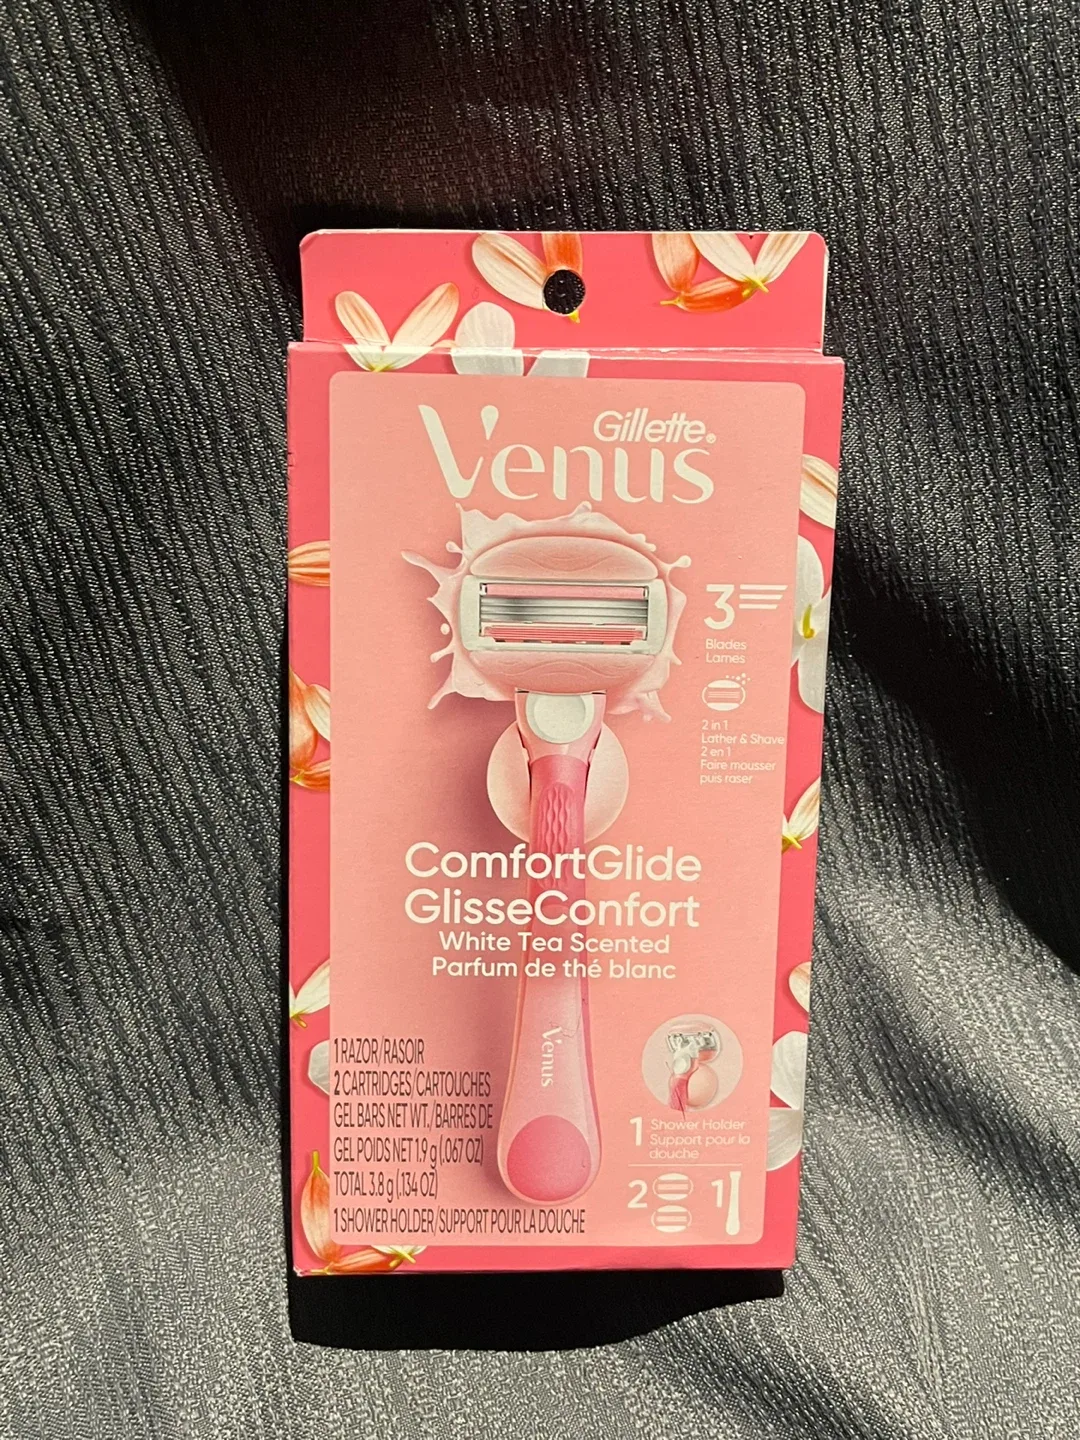 Gillette®
Venus
3
Blades
Lames
2 in 1
Lather & Shave
2 en 1
Faire mousser
puis raser
ComfortGlide
GlisseConfort
White Tea Scented
Parfum de thé blanc
Venus
1 RAZOR/RASOIR
2 CARTRIDGES/CARTOUCHES
GEL BARS NET WT./BARRES DE
GEL POIDS NET 1.9 g (.067 OZ)
TOTAL 3.8 g (.134 OZ)
1 SHOWER HOLDER/SUPPORT POUR LA DOUCHE
1 Shower Holder
Support pour la
douche
2 1